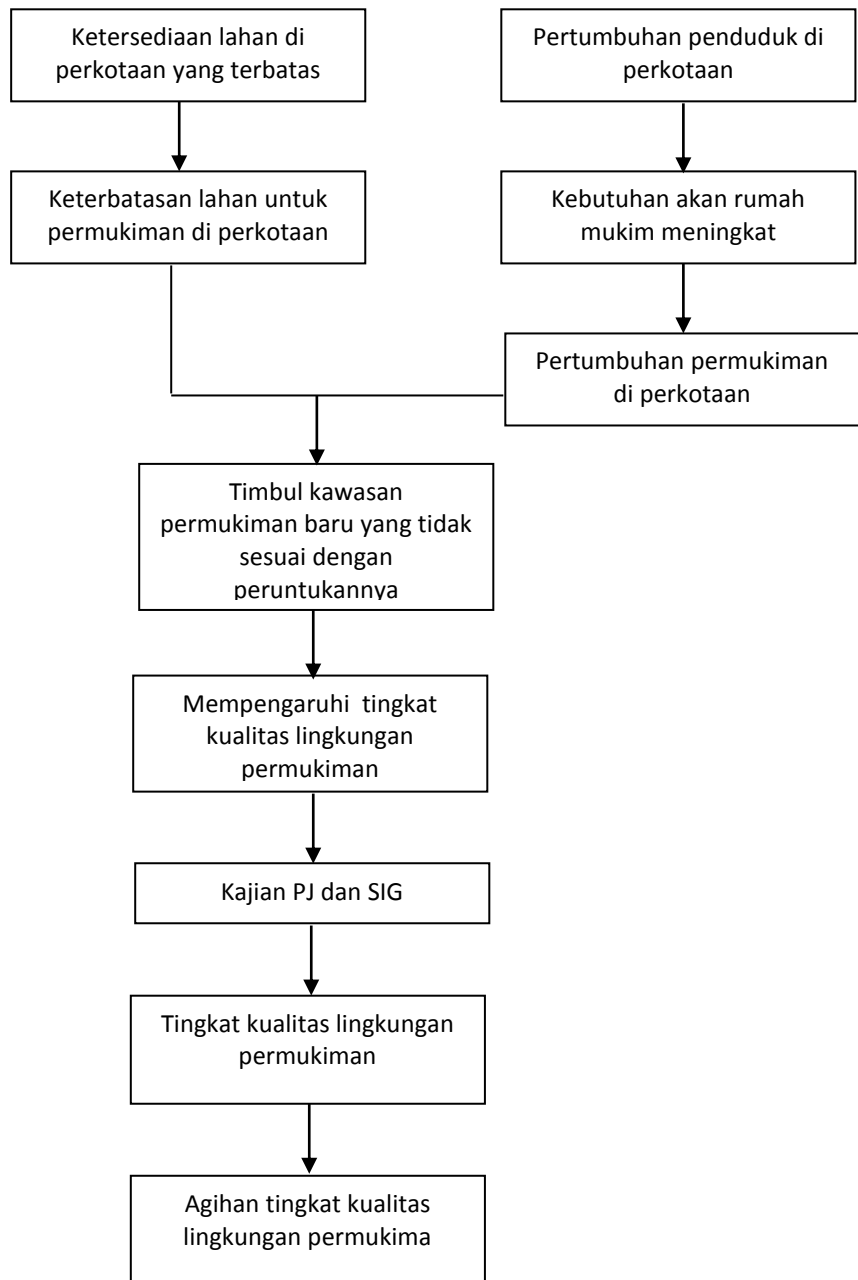 Ketersediaan lahan di
perkotaan yang terbatas
Pertumbuhan penduduk di
perkotaan
Keterbatasan lahan untuk
permukiman di perkotaan
Kebutuhan akan rumah
mukim meningkat
Pertumbuhan permukiman
di perkotaan
Timbul kawasan
permukiman baru yang tidak
sesuai dengan
peruntukannya
Mempengaruhi tingkat
kualitas lingkungan
permukiman
Kajian PJ dan SIG
Tingkat kualitas lingkungan
permukiman
Agihan tingkat kualitas
lingkungan permukima